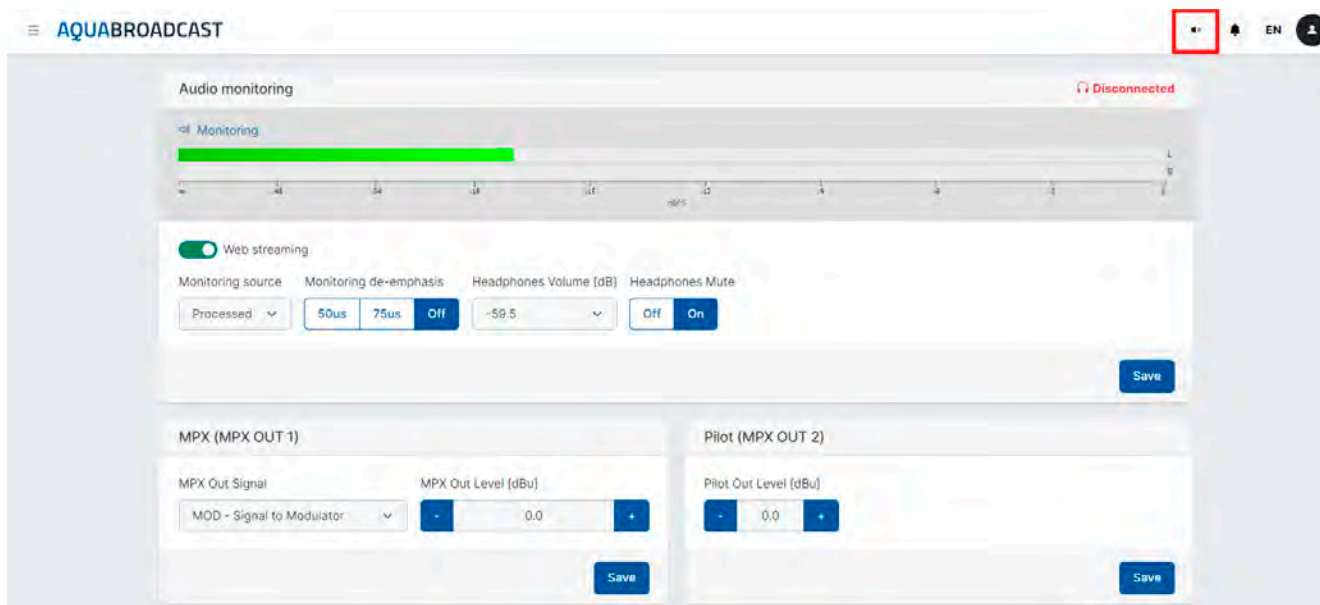 AQUABROADCAST
EN
Audio monitoring
Disconnected
Monitoring
L
-12
-9
Web streaming
Monitoring source Monitoring de-emphasis Headphones Volume [dB] Headphones Mute
Processed 50us 75us Off -59.5 Off On
Save
MPX (MPX OUT 1) Pilot (MPX OUT 2)
MPX Out Signal MPX Out Level [dBu] Pilot Out Level [dBu]
MOD - Signal to Modulator - 0.0 + - 0.0 +
Save Save